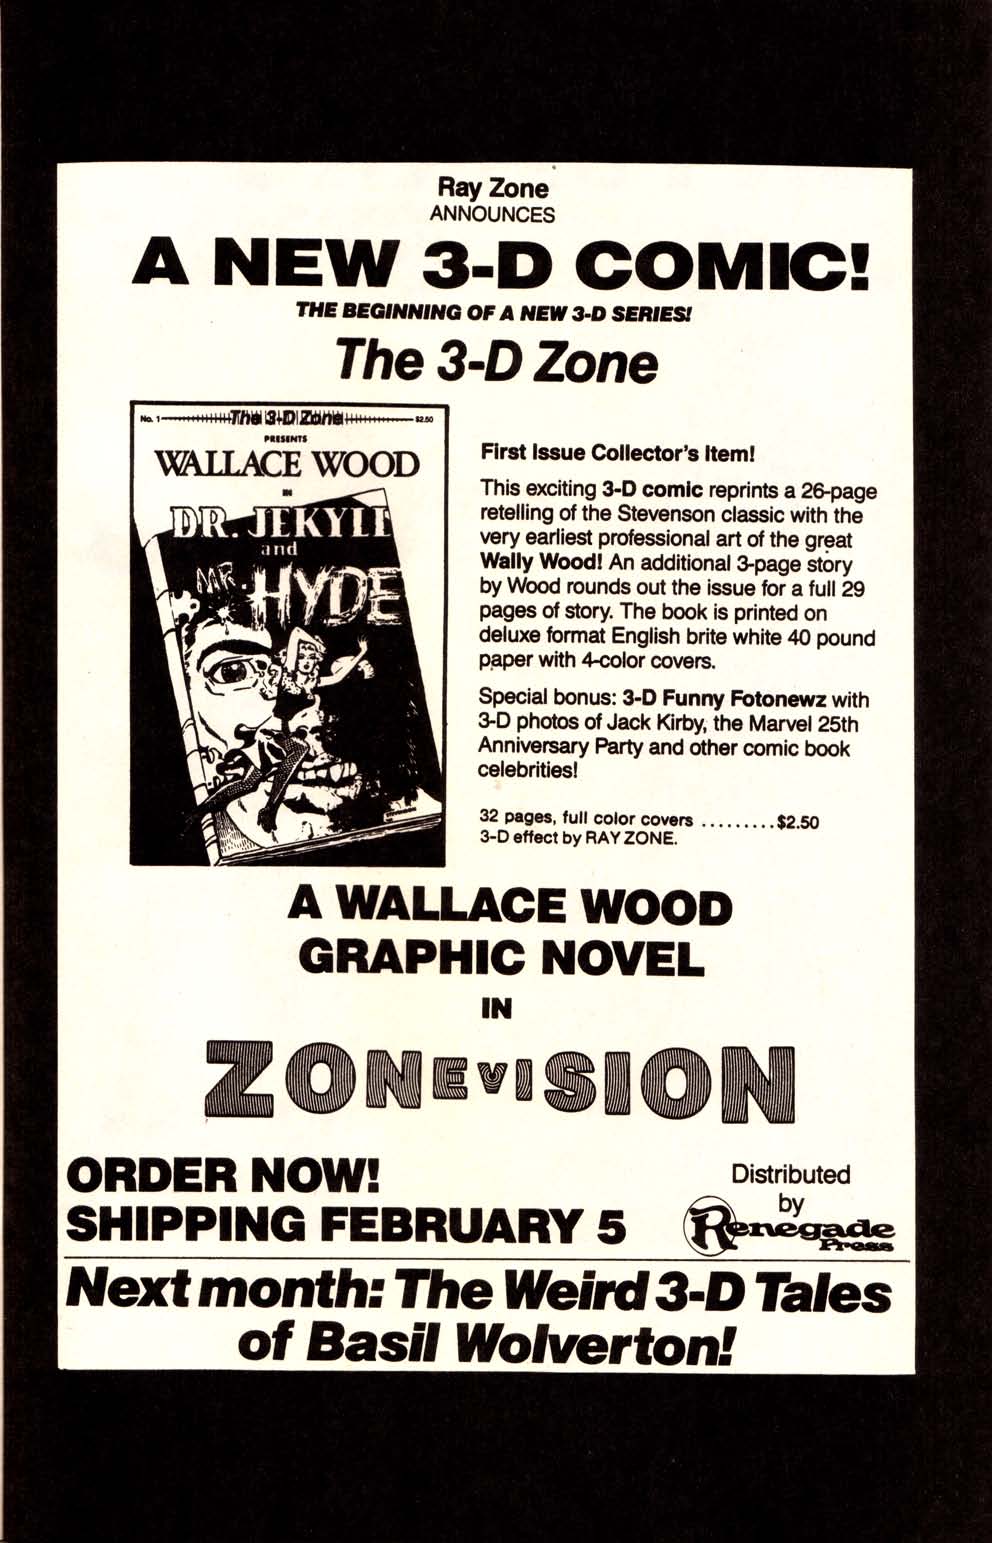 Ray Zone
ANNOUNCES
A NEW 3-D COMIC!
THE BEGINNING OF A NEW 3-D SERIES!
The 3-D Zone
No. 1 The 3-D Zone $2.50
PRESENTS
WALLACE WOOD
IN
DR. JEKYLL
and
MR. HYDE
First Issue Collector's Item!
This exciting 3-D comic reprints a 26-page
retelling of the Stevenson classic with the
very earliest professional art of the great
Wally Wood! An additional 3-page story
by Wood rounds out the issue for a full 29
pages of story. The book is printed on
deluxe format English brite white 40 pound
paper with 4-color covers.
Special bonus: 3-D Funny Fotonewz with
3-D photos of Jack Kirby, the Marvel 25th
Anniversary Party and other comic book
celebrities!
32 pages, full color covers .........$2.50
3-D effect by RAY ZONE.
A WALLACE WOOD
GRAPHIC NOVEL
IN
ZONEVISION
ORDER NOW!
SHIPPING FEBRUARY 5
Distributed
by
Renegade
Press
Next month: The Weird 3-D Tales
of Basil Wolverton!